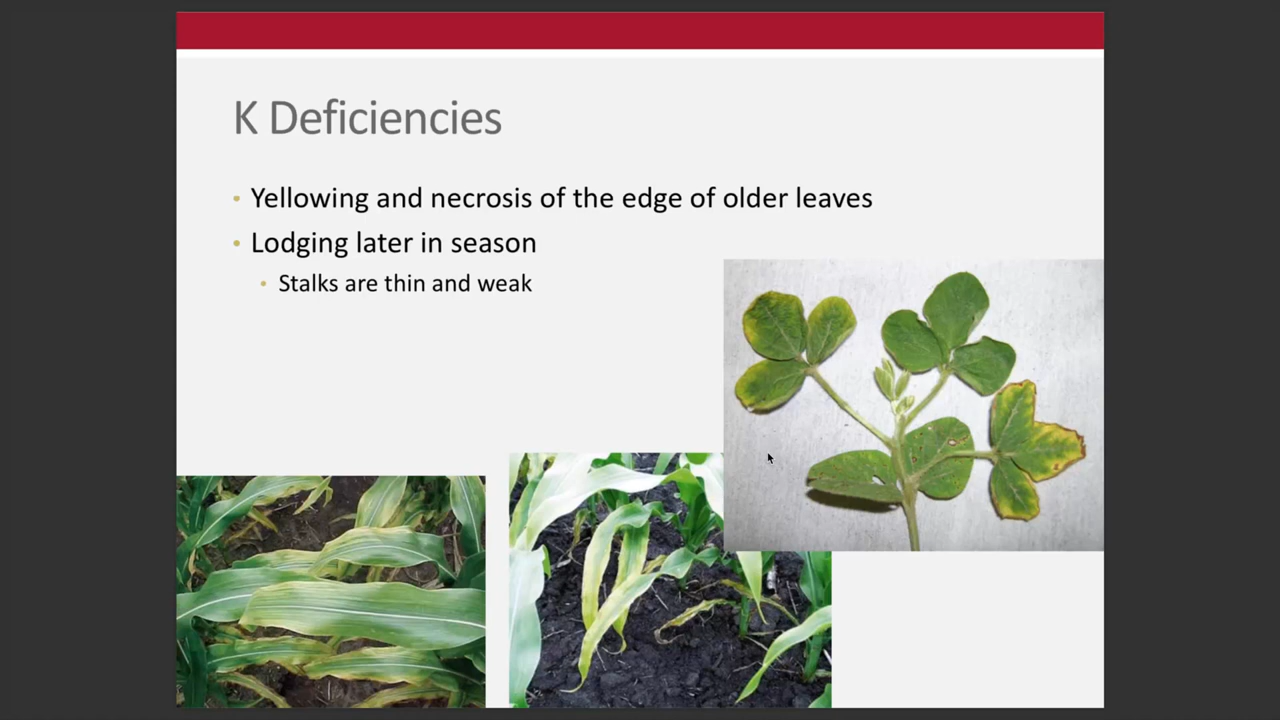 K Deficiencies
Yellowing and necrosis of the edge of older leaves
Lodging later in season
Stalks are thin and weak